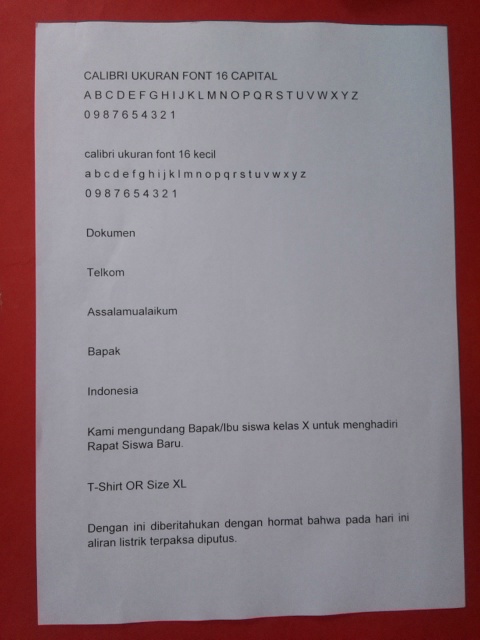 CALIBRI UKURAN FONT 16 CAPITAL
A B C D E F G H I J K L M N O P Q R S T U V W X Y Z
0 9 8 7 6 5 4 3 2 1
calibri ukuran font 16 kecil
a b c d e f g h i j k l m n o p q r s t u v w x y z
0 9 8 7 6 5 4 3 2 1
Dokumen
Telkom
Assalamualaikum
Bapak
Indonesia
Kami mengundang Bapak/Ibu siswa kelas X untuk menghadiri
Rapat Siswa Baru.
T-Shirt OR Size XL
Dengan ini diberitahukan dengan hormat bahwa pada hari ini
aliran listrik terpaksa diputus.